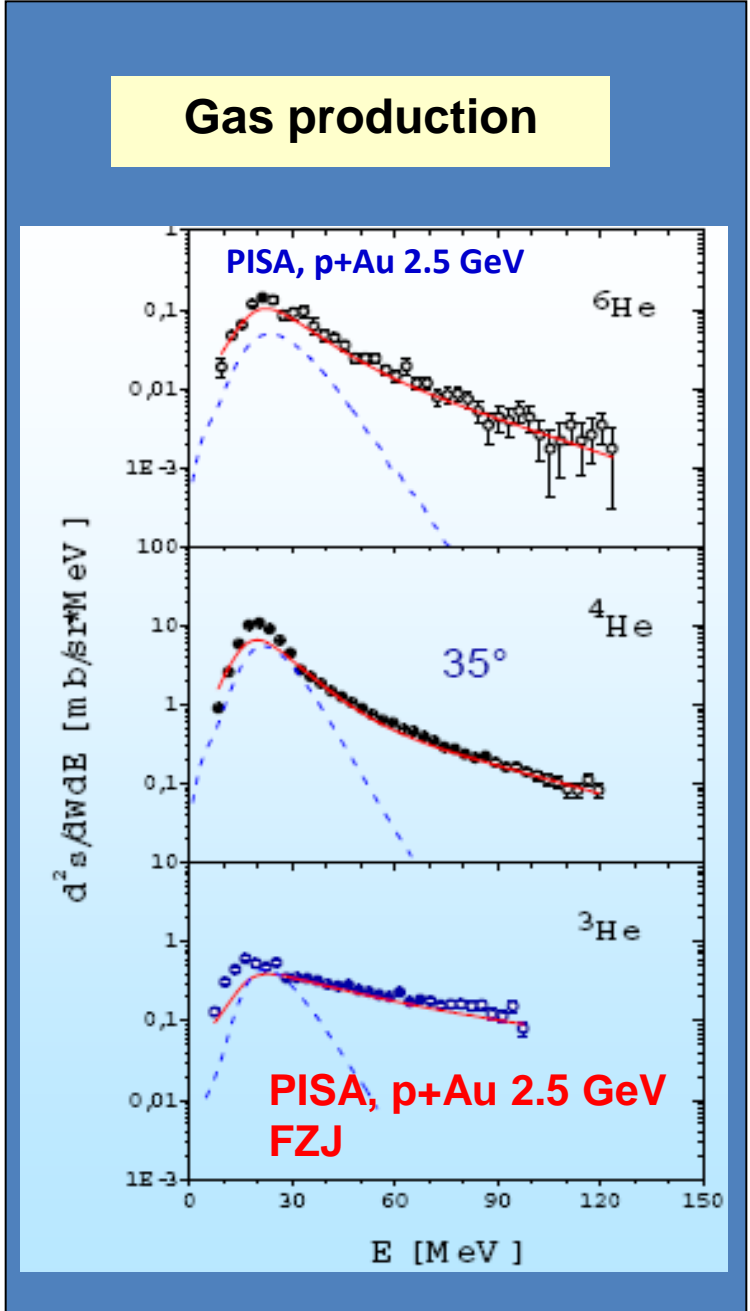 Gas production
PISA, p+Au 2.5 GeV
⁶He
1
0,1
0,01
1E-3
100
⁴He
35°
10
1
0,1
10
³He
1
0,1
0,01
1E-3
PISA, p+Au 2.5 GeV
FZJ
0 30 60 90 120 150
E [MeV]
d²s/dwdE [mb/sr*MeV]